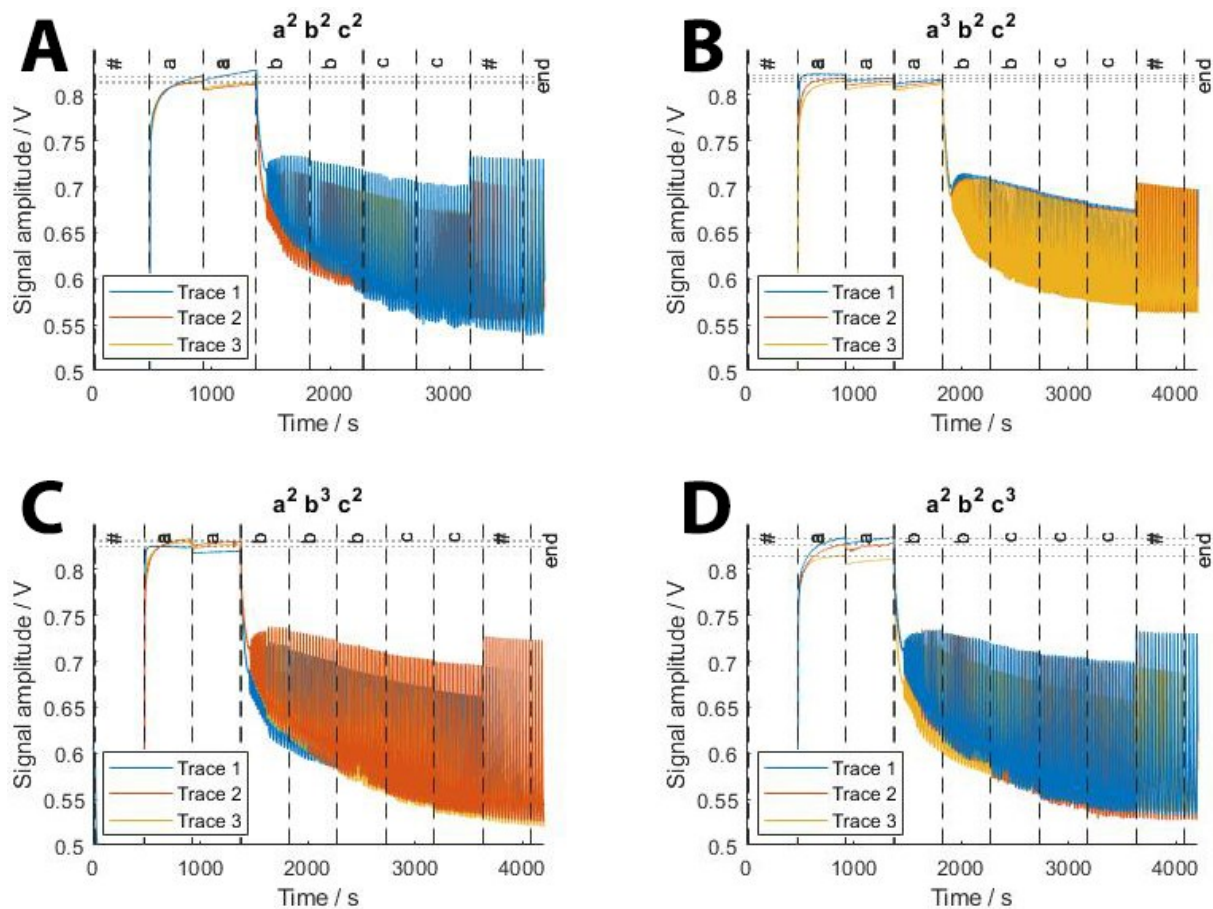 A
a² b² c²
# a a b b c c # end
Signal amplitude / V
0.8
0.75
0.7
0.65
0.6
0.55
0.5
Trace 1
Trace 2
Trace 3
0 1000 2000 3000
Time / s
B
a³ b² c²
# a a a b b c c # end
Signal amplitude / V
0.8
0.75
0.7
0.65
0.6
0.55
0.5
Trace 1
Trace 2
Trace 3
0 1000 2000 3000 4000
Time / s
C
a² b³ c²
# a a b b b c c # end
Signal amplitude / V
0.8
0.75
0.7
0.65
0.6
0.55
0.5
Trace 1
Trace 2
Trace 3
0 1000 2000 3000 4000
Time / s
D
a² b² c³
# a a b b c c c # end
Signal amplitude / V
0.8
0.75
0.7
0.65
0.6
0.55
0.5
Trace 1
Trace 2
Trace 3
0 1000 2000 3000 4000
Time / s